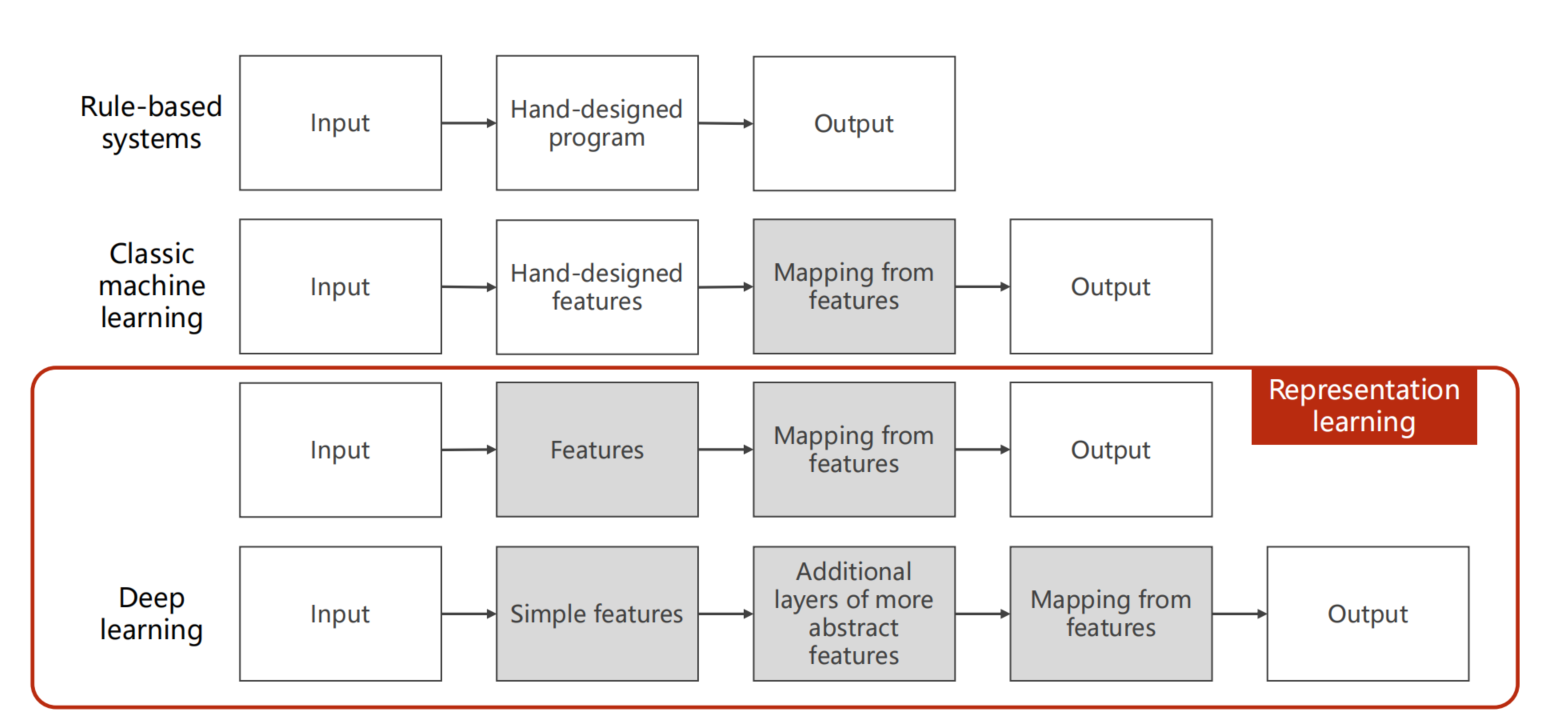 Rule-based
systems
Input
Hand-designed
program
Output
Classic
machine
learning
Input
Hand-designed
features
Mapping from
features
Output
Representation
learning
Input
Features
Mapping from
features
Output
Deep
learning
Input
Simple features
Additional
layers of more
abstract
features
Mapping from
features
Output